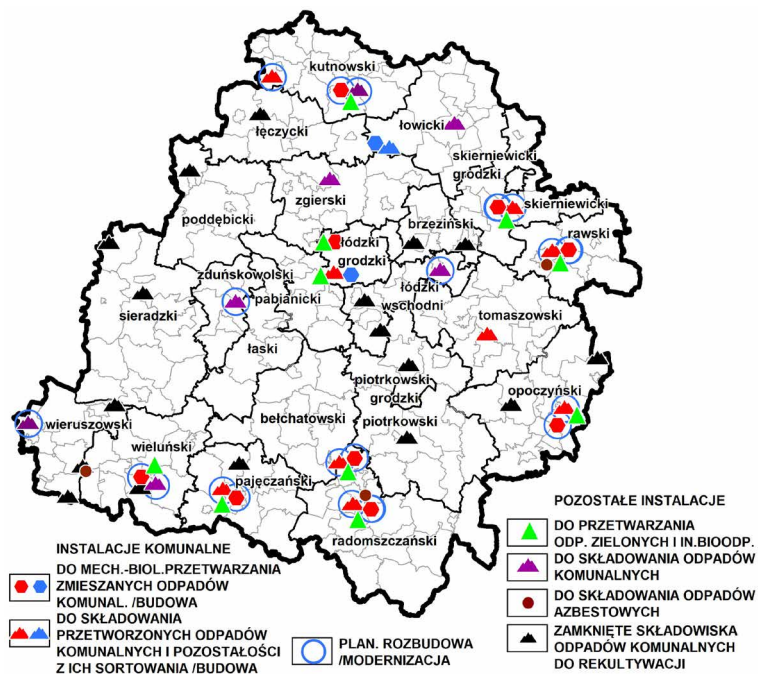 kutnowski
łęczycki
łowicki
skierniewicki
grodzki
skierniewicki
zgierski
poddębicki
brzeziński
rawski
łódzki
grodzki
zduńskowolski
pabianicki
łódzki
wschodni
sieradzki
tomaszowski
łaski
piotrkowski
grodzki
opoczyński
bełchatowski
piotrkowski
wieruszowski
wieluński
pajęczański
radomszczański
INSTALACJE KOMUNALNE
DO MECH.-BIOL.PRZETWARZANIA
ZMIESZANYCH ODPADÓW
KOMUNAL. /BUDOWA
DO SKŁADOWANIA
PRZETWORZONYCH ODPADÓW
KOMUNALNYCH I POZOSTAŁOŚCI
Z ICH SORTOWANIA /BUDOWA
PLAN. ROZBUDOWA
/MODERNIZACJA
POZOSTAŁE INSTALACJE
DO PRZETWARZANIA
ODP. ZIELONYCH I IN.BIOODP.
DO SKŁADOWANIA ODPADÓW
KOMUNALNYCH
DO SKŁADOWANIA ODPADÓW
AZBESTOWYCH
ZAMKNIĘTE SKŁADOWISKA
ODPADÓW KOMUNALNYCH
DO REKULTYWACJI